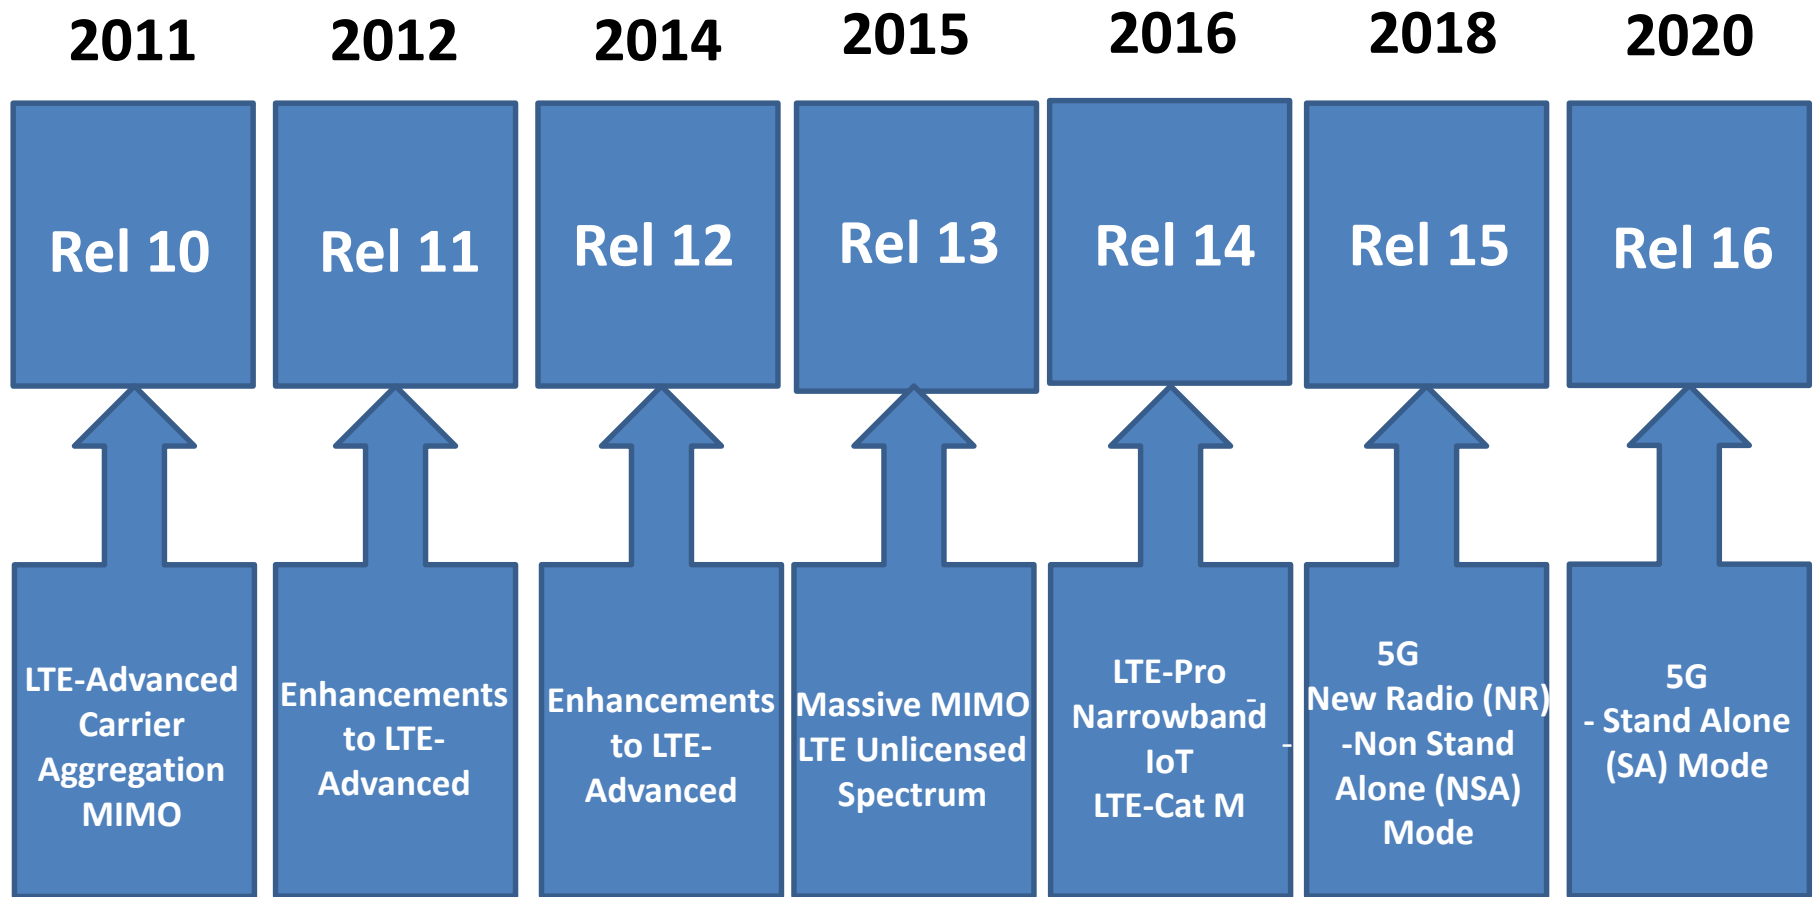 2011
2012
2014
2015
2016
2018
2020
Rel 10
Rel 11
Rel 12
Rel 13
Rel 14
Rel 15
Rel 16
LTE-Advanced
Carrier
Aggregation
MIMO
Enhancements
to LTE-
Advanced
Enhancements
to LTE-
Advanced
Massive MIMO
LTE Unlicensed
Spectrum
LTE-Pro
-
Narrowband
-
IoT
LTE-Cat M
5G
New Radio (NR)
-Non Stand
Alone (NSA)
Mode
5G
- Stand Alone
(SA) Mode